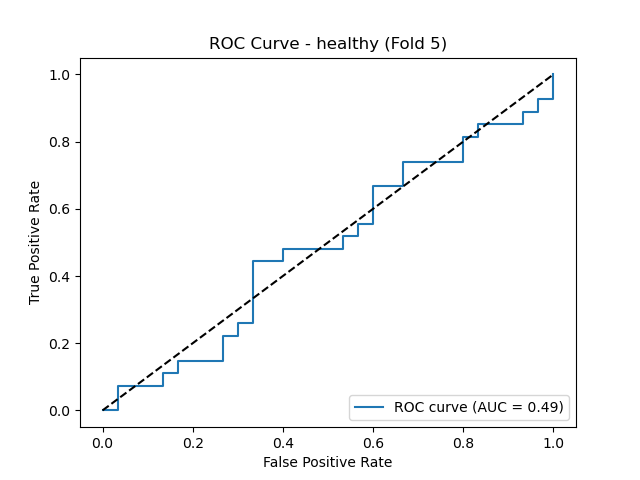 ROC Curve - healthy (Fold 5)
True Positive Rate
1.0
0.8
0.6
0.4
0.2
0.0
ROC curve (AUC = 0.49)
0.0 0.2 0.4 0.6 0.8 1.0
False Positive Rate